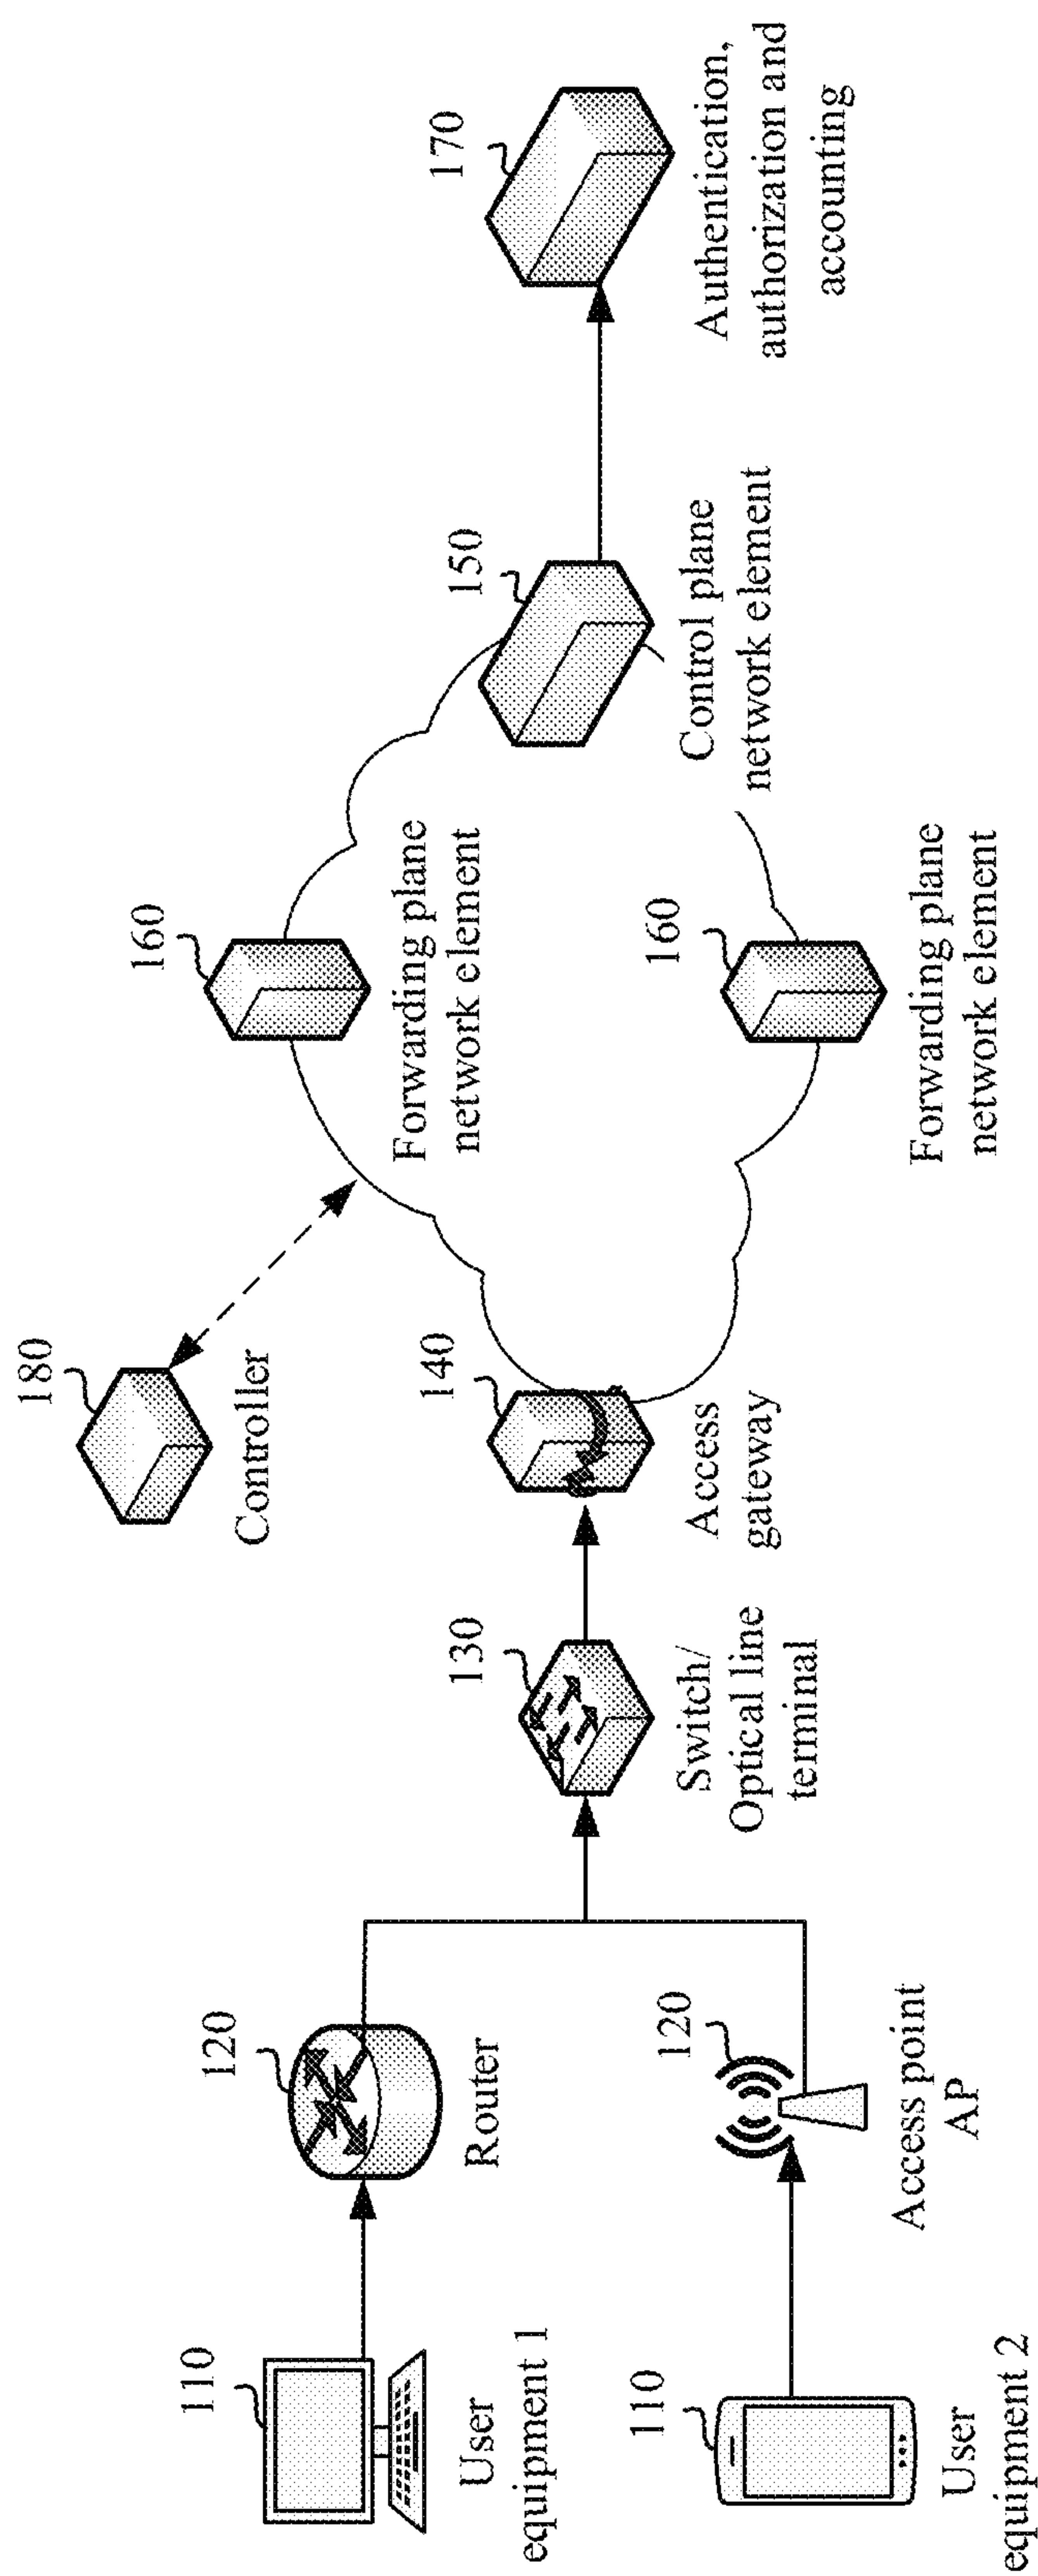 180
Controller
110
User
equipment 1
120
Router
110
User
equipment 2
120
Access point
AP
130
Switch/
Optical line
terminal
140
Access
gateway
160
Forwarding plane
network element
160
Forwarding plane
network element
150
Control plane
network element
170
Authentication,
authorization and
accounting